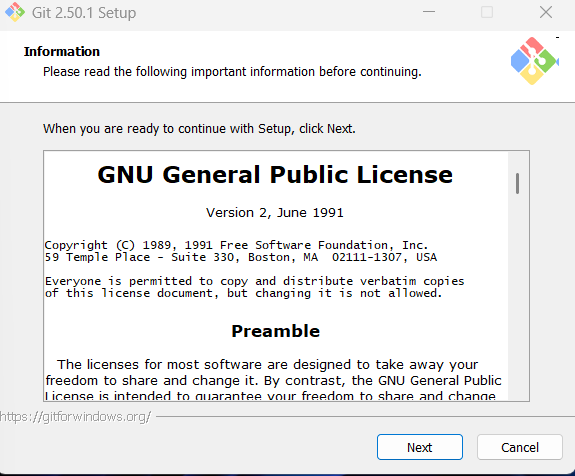 Git 2.50.1 Setup
Information
Please read the following important information before continuing.
When you are ready to continue with Setup, click Next.
GNU General Public License
Version 2, June 1991
Copyright (C) 1989, 1991 Free Software Foundation, Inc.
59 Temple Place - Suite 330, Boston, MA  02111-1307, USA
Everyone is permitted to copy and distribute verbatim copies
of this license document, but changing it is not allowed.
Preamble
The licenses for most software are designed to take away your
freedom to share and change it. By contrast, the GNU General Public
License is intended to guarantee your freedom to share and change
https://gitforwindows.org/
Next
Cancel